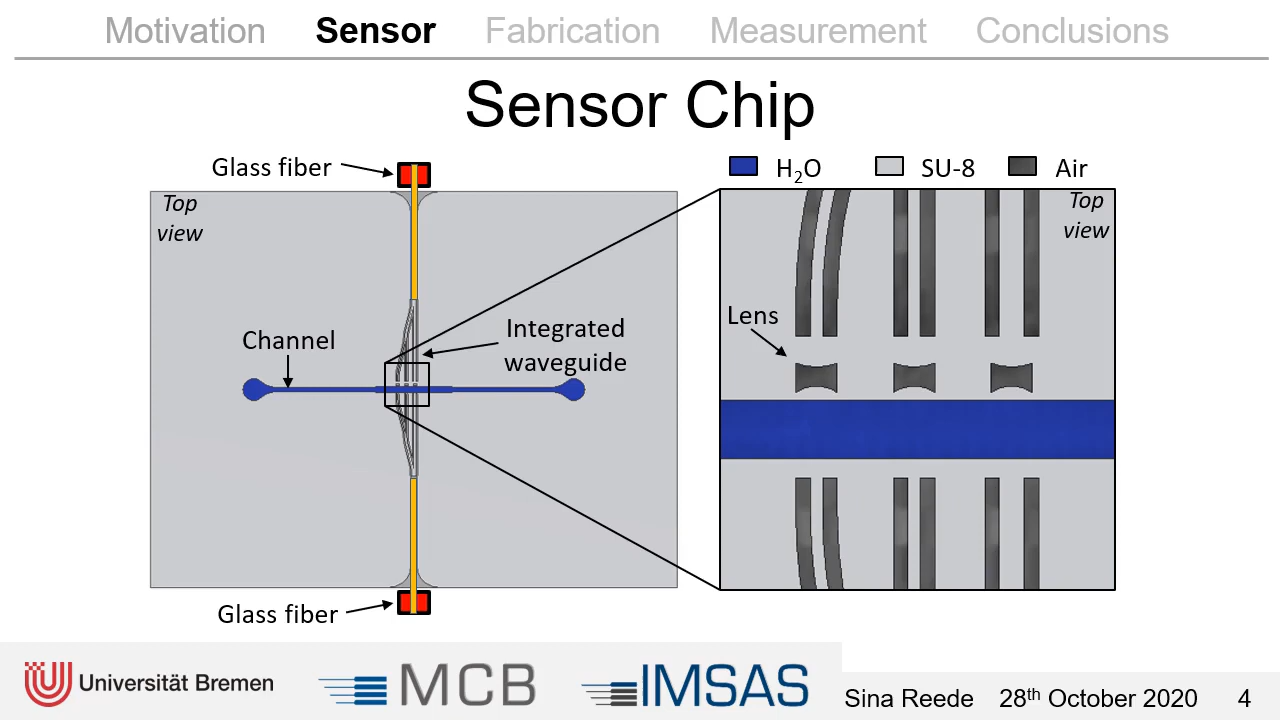 Motivation Sensor Fabrication Measurement Conclusions
Sensor Chip
Glass fiber
H₂O SU-8 Air
Top
view
Top
view
Lens
Integrated
waveguide
Channel
Glass fiber
Universität Bremen
MCB
IMSAS
Sina Reede 28th October 2020 4